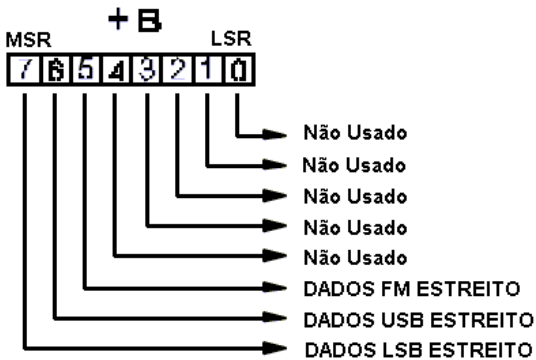 + B
MSR LSR
7 6 5 4 3 2 1 0
Não Usado
Não Usado
Não Usado
Não Usado
Não Usado
DADOS FM ESTREITO
DADOS USB ESTREITO
DADOS LSB ESTREITO